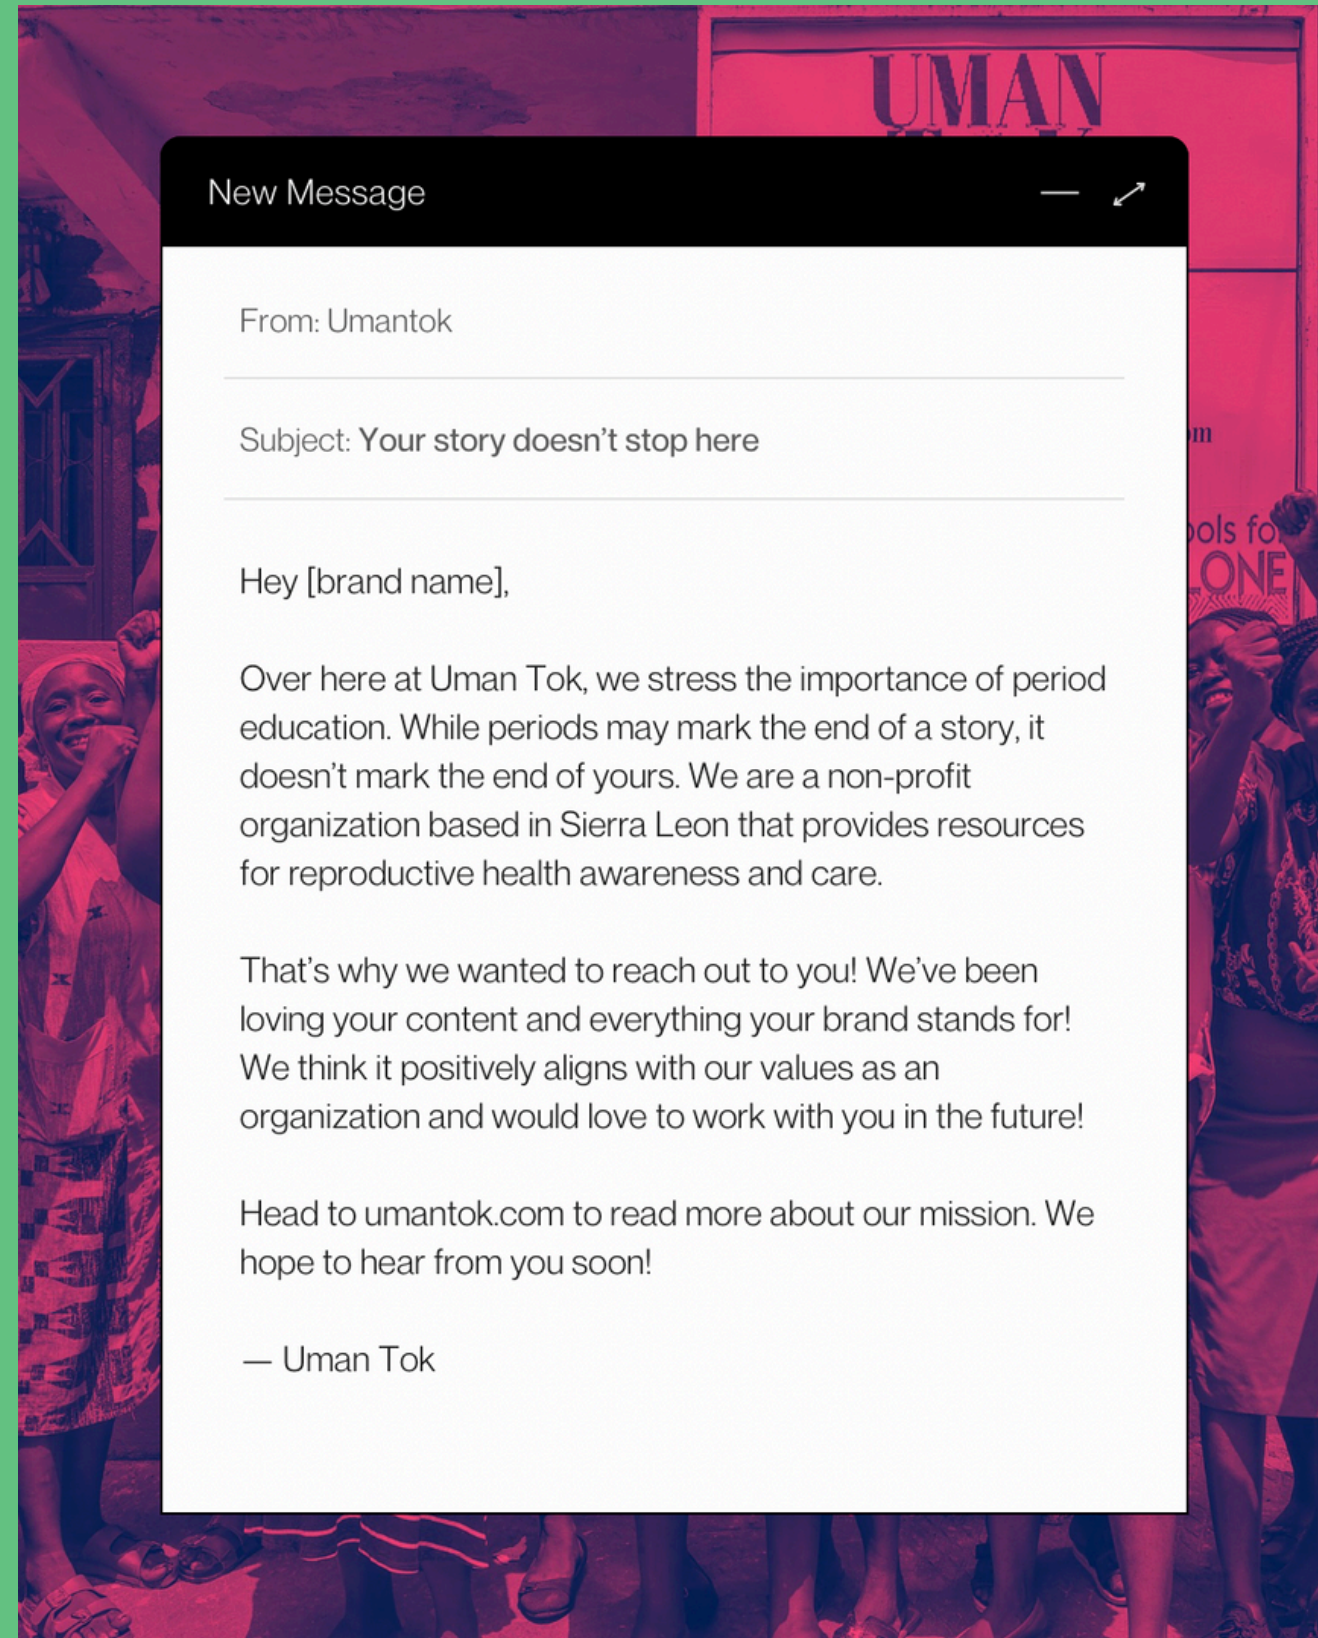 UMAN
New Message
From: Umantok
Subject: Your story doesn’t stop here
Hey [brand name],
Over here at Uman Tok, we stress the importance of period
education. While periods may mark the end of a story, it
doesn’t mark the end of yours. We are a non-profit
organization based in Sierra Leon that provides resources
for reproductive health awareness and care.
That’s why we wanted to reach out to you! We’ve been
loving your content and everything your brand stands for!
We think it positively aligns with our values as an
organization and would love to work with you in the future!
Head to umantok.com to read more about our mission. We
hope to hear from you soon!
— Uman Tok